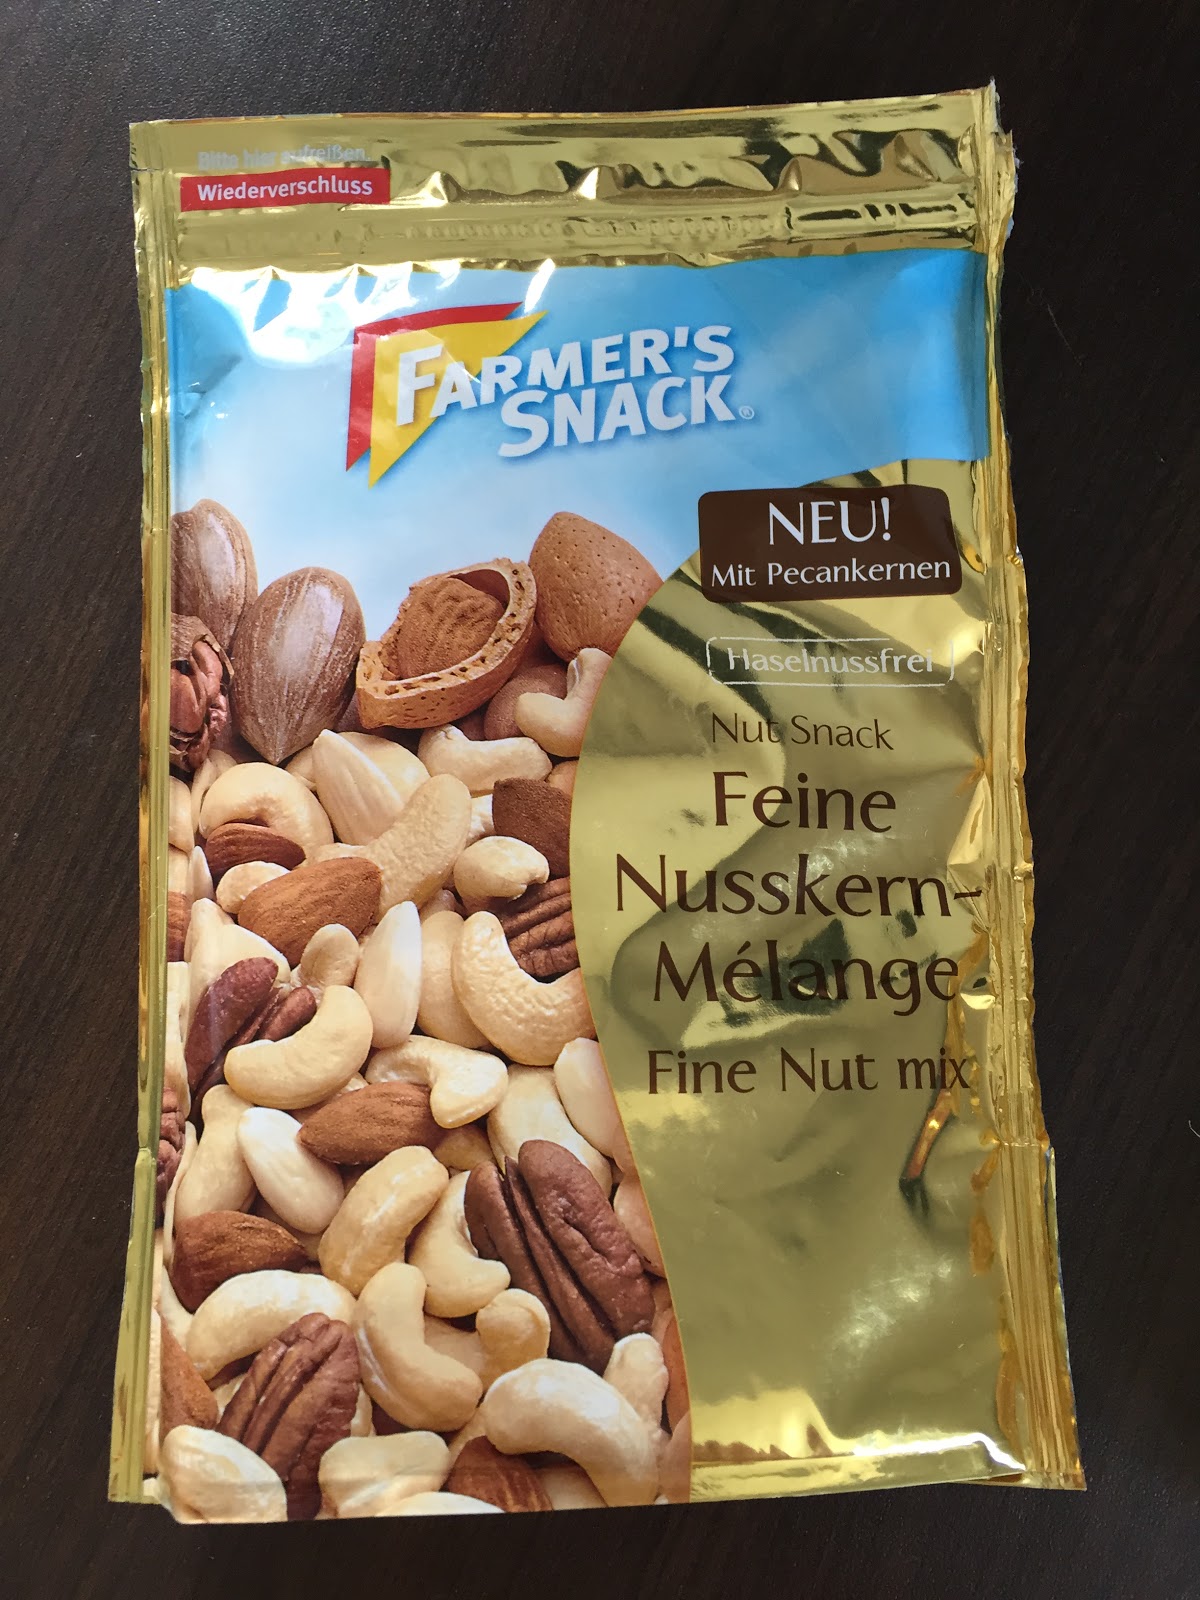 Bitte hier aufreißen
Wiederverschluss
FARMER'S
SNACK®
NEU!
Mit Pecankernen
Haselnussfrei
Nut Snack
Feine
Nusskern-
Mélange
Fine Nut mix